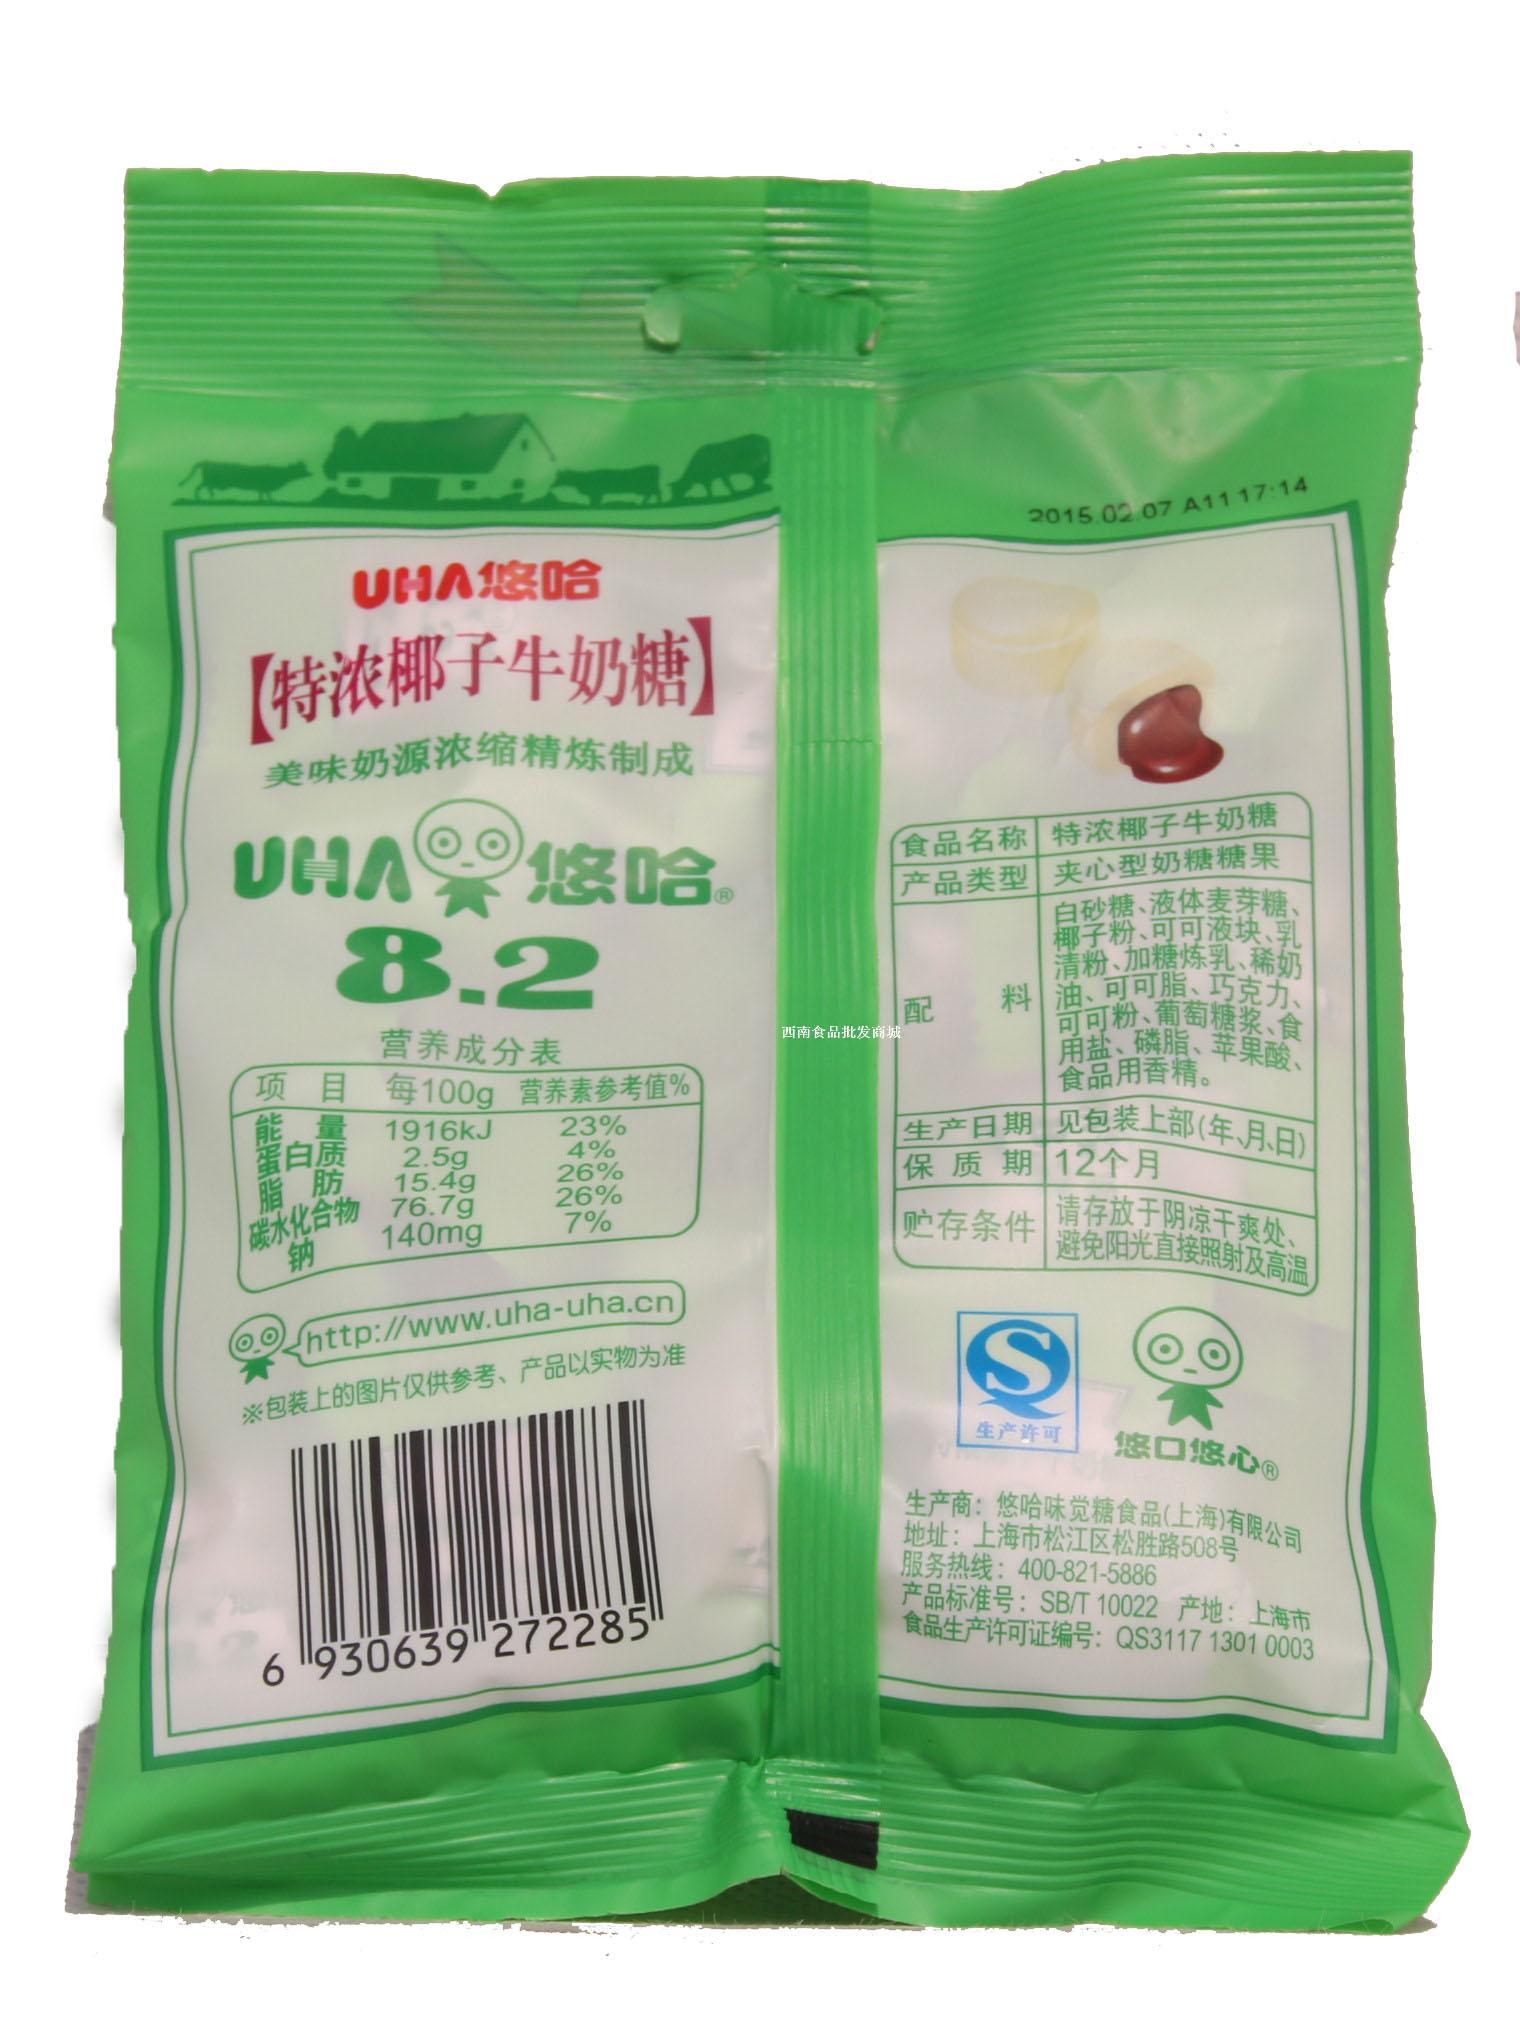 2015.02.07 A11 17:14
UHA悠哈
【特浓椰子牛奶糖】
美味奶源浓缩精炼制成
UHA悠哈®
8.2
营养成分表
项 目 每100g 营养素参考值%
能 量 1916kJ 23%
蛋白质 2.5g 4%
脂 肪 15.4g 26%
碳水化合物 76.7g 26%
钠 140mg 7%
http://www.uha-uha.cn
※包装上的图片仅供参考、产品以实物为准
6 930639 272285
西南食品批发商城
食品名称 特浓椰子牛奶糖
产品类型 夹心型奶糖糖果
配 料 白砂糖、液体麦芽糖、
椰子粉、可可液块、乳
清粉、加糖炼乳、稀奶
油、可可脂、巧克力、
可可粉、葡萄糖浆、食
用盐、磷脂、苹果酸、
食品用香精。
生产日期 见包装上部(年、月、日)
保 质 期 12个月
贮存条件 请存放于阴凉干爽处、
避免阳光直接照射及高温
生产许可
悠口悠心®
生产商：悠哈味觉糖食品(上海)有限公司
地址：上海市松江区松胜路508号
服务热线：400-821-5886
产品标准号：SB/T 10022 产地：上海市
食品生产许可证编号：QS3117 1301 0003